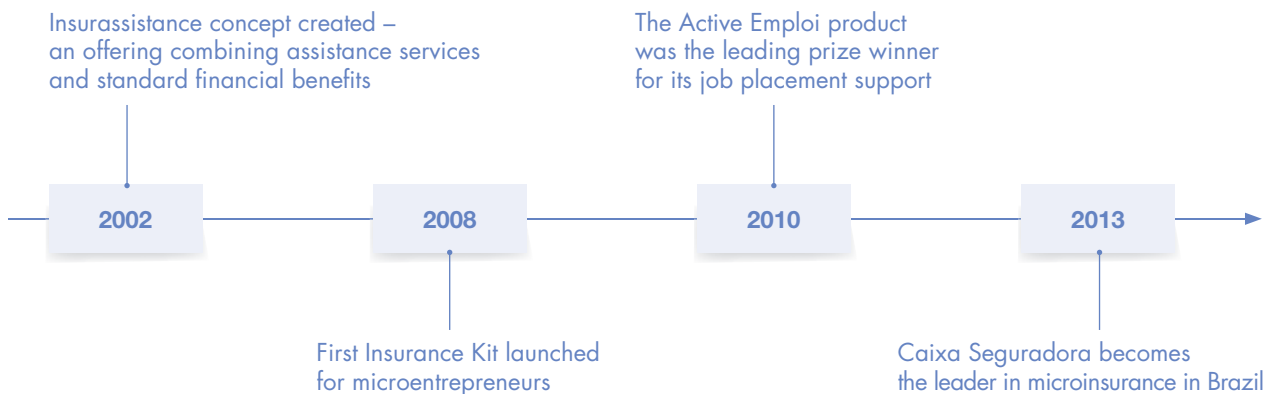 Insurassistance concept created –
an offering combining assistance services
and standard financial benefits
The Active Emploi product
was the leading prize winner
for its job placement support
2002
2008
2010
2013
First Insurance Kit launched
for microentrepreneurs
Caixa Seguradora becomes
the leader in microinsurance in Brazil